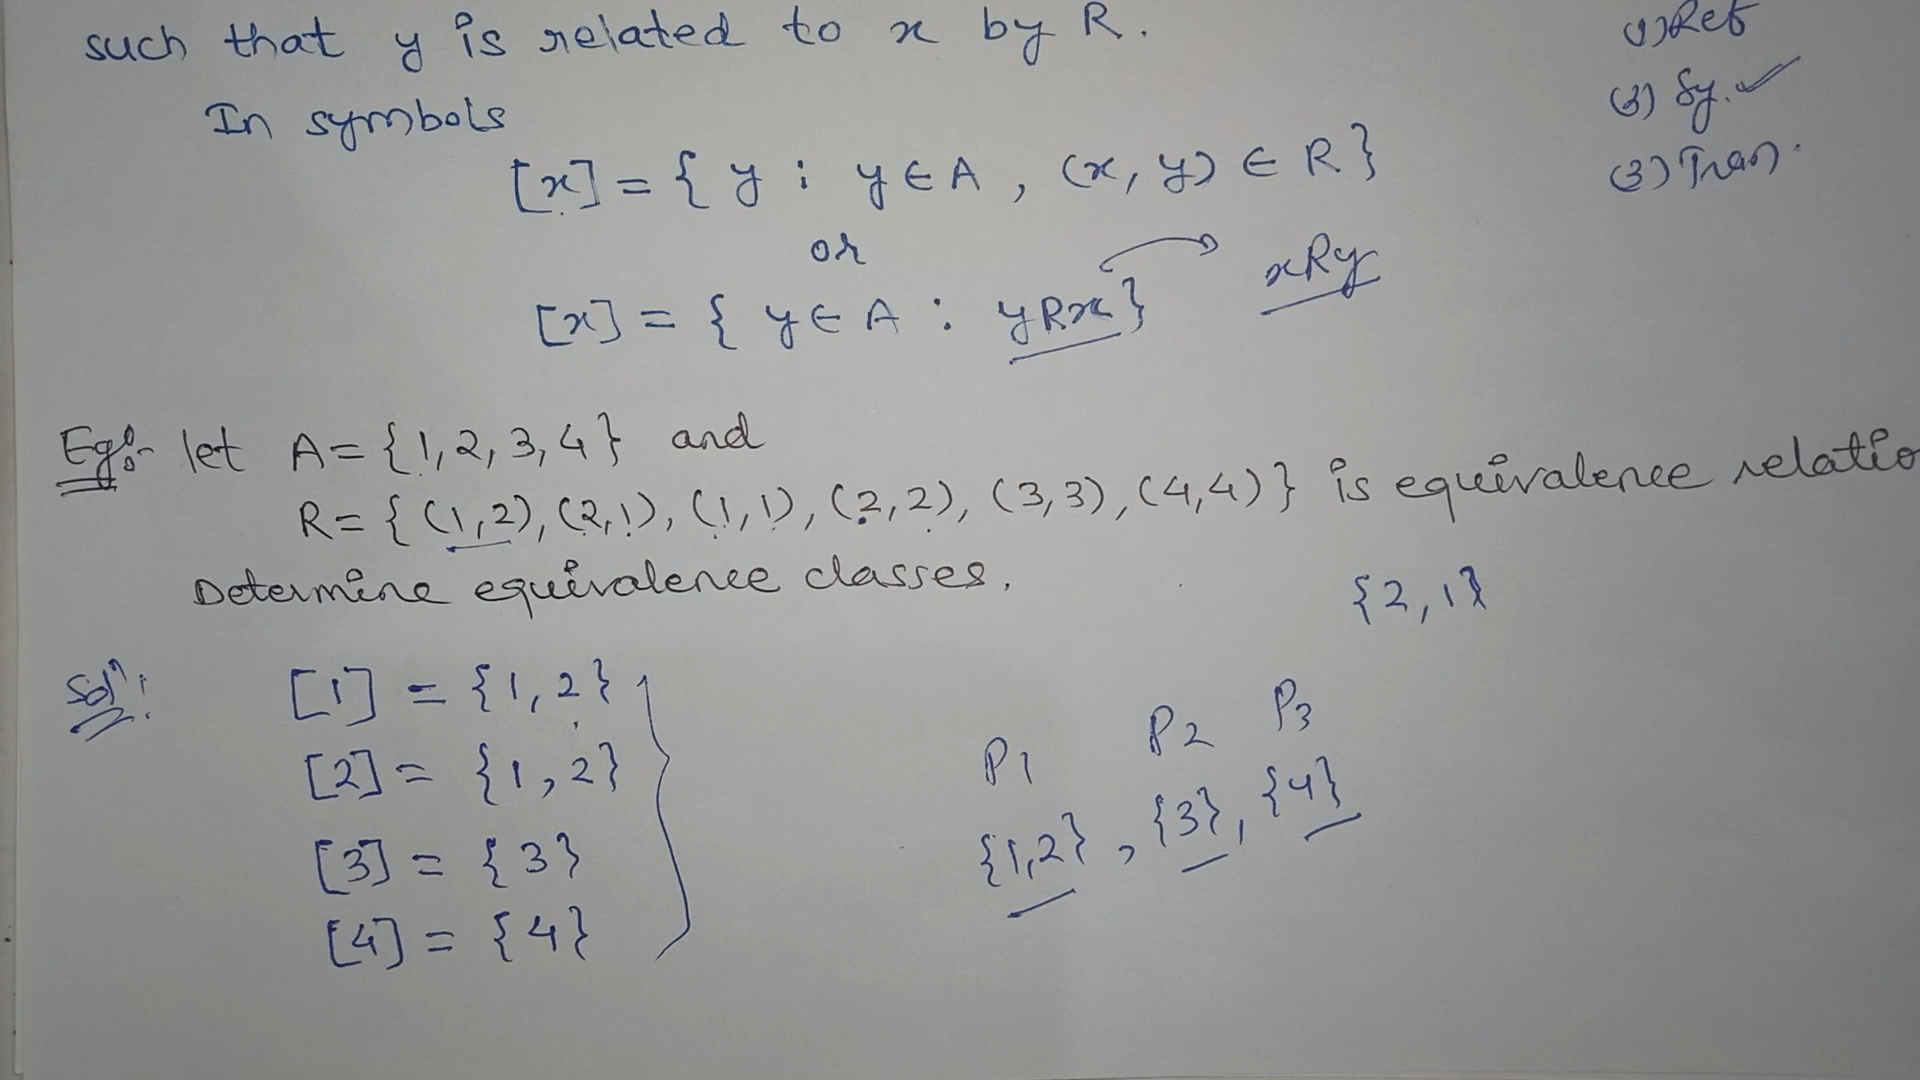 such that y is related to x by R.
(1) Ref
In symbols
(3) Sy. ✓
[x] = { y : y ∈ A , (x, y) ∈ R }
(3) Tran.
or
[x] = { y ∈ A : yRx }
xRy
Eg:- let A = {1, 2, 3, 4} and
R = { (1,2), (2,1), (1,1), (2,2), (3,3), (4,4) } is equivalence relatio
Determine equivalence classes.
{2, 1}
Solⁿ:
[1] = {1, 2}
[2] = {1, 2}
[3] = {3}
[4] = {4}
P1 P2 P3
{1,2} , {3}, {4}